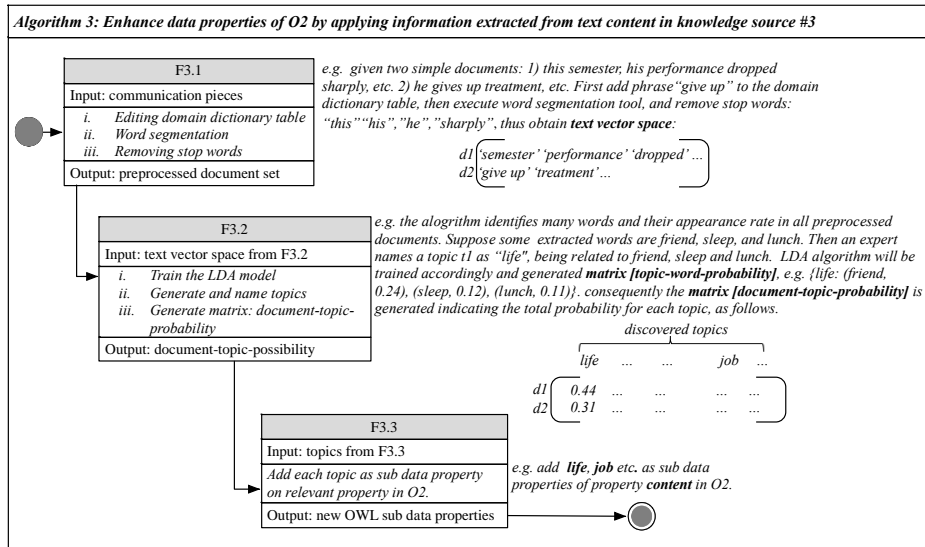 Algorithm 3: Enhance data properties of O2 by applying information extracted from text content in knowledge source #3
F3.1
Input: communication pieces
i. Editing domain dictionary table
ii. Word segmentation
iii. Removing stop words
Output: preprocessed document set
e.g. given two simple documents: 1) this semester, his performance dropped
sharply, etc. 2) he gives up treatment, etc. First add phrase“give up” to the domain
dictionary table, then execute word segmentation tool, and remove stop words:
“this”“his”,”he”,”sharply”, thus obtain text vector space:
d1 ‘semester’ ‘performance’ ‘dropped’ ...
d2 ‘give up’ ‘treatment’...
F3.2
Input: text vector space from F3.2
i. Train the LDA model
ii. Generate and name topics
iii. Generate matrix: document-topic-
probability
Output: document-topic-possibility
e.g. the alogrithm identifies many words and their appearance rate in all preprocessed
documents. Suppose some extracted words are friend, sleep, and lunch. Then an expert
names a topic t1 as “life", being related to friend, sleep and lunch. LDA algorithm will be
trained accordingly and generated matrix [topic-word-probability], e.g. {life: (friend,
0.24), (sleep, 0.12), (lunch, 0.11)}. consequently the matrix [document-topic-probability] is
generated indicating the total probability for each topic, as follows.
discovered topics
life ... ... job ...
d1 0.44 ... ... ... ...
d2 0.31 ... ... ... ...
F3.3
Input: topics from F3.3
Add each topic as sub data property
on relevant property in O2.
Output: new OWL sub data properties
e.g. add life, job etc. as sub data
properties of property content in O2.